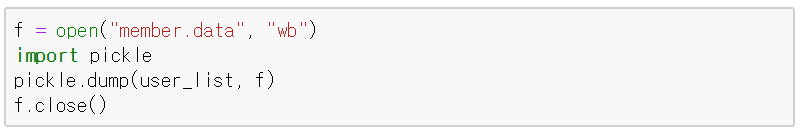 f = open("member.data", "wb")
import pickle
pickle.dump(user_list, f)
f.close()